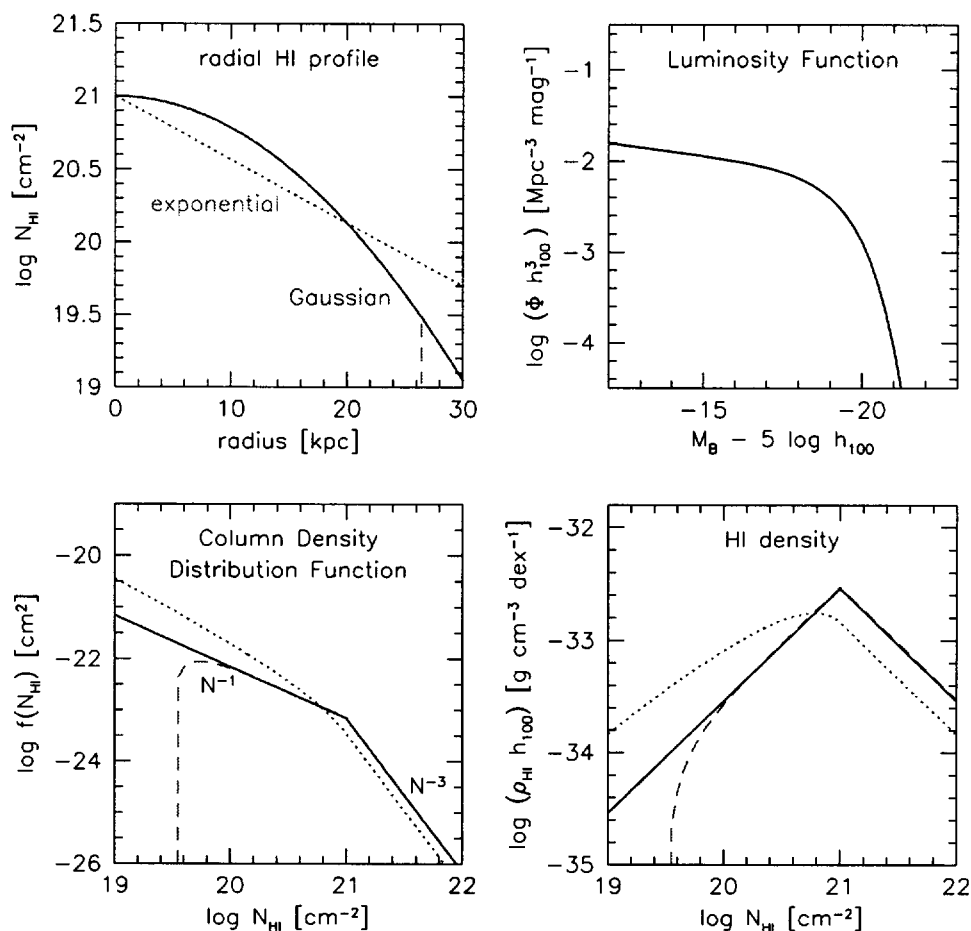 21.5
21
20.5
20
19.5
19
log N_HI [cm⁻²]
radial HI profile
exponential
Gaussian
0
10
20
30
radius [kpc]
-1
-2
-3
-4
log (Φ h³₁₀₀) [Mpc⁻³ mag⁻¹]
Luminosity Function
-15
-20
M_B - 5 log h₁₀₀
-20
-22
-24
-26
log f(N_HI) [cm²]
Column Density
Distribution Function
N⁻¹
N⁻³
19
20
21
22
log N_HI [cm⁻²]
-32
-33
-34
-35
log (ρ_HI h₁₀₀) [g cm⁻³ dex⁻¹]
HI density
19
20
21
22
log N_HI [cm⁻²]